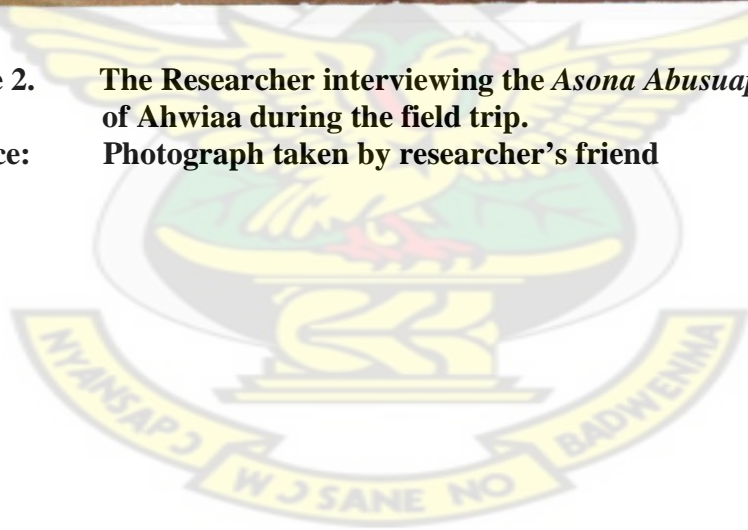 e 2. The Researcher interviewing the Asona Abusuap
of Ahwiaa during the field trip.
ce: Photograph taken by researcher’s friend
NYANSAPƆ WƆSANE NO BADWENMA